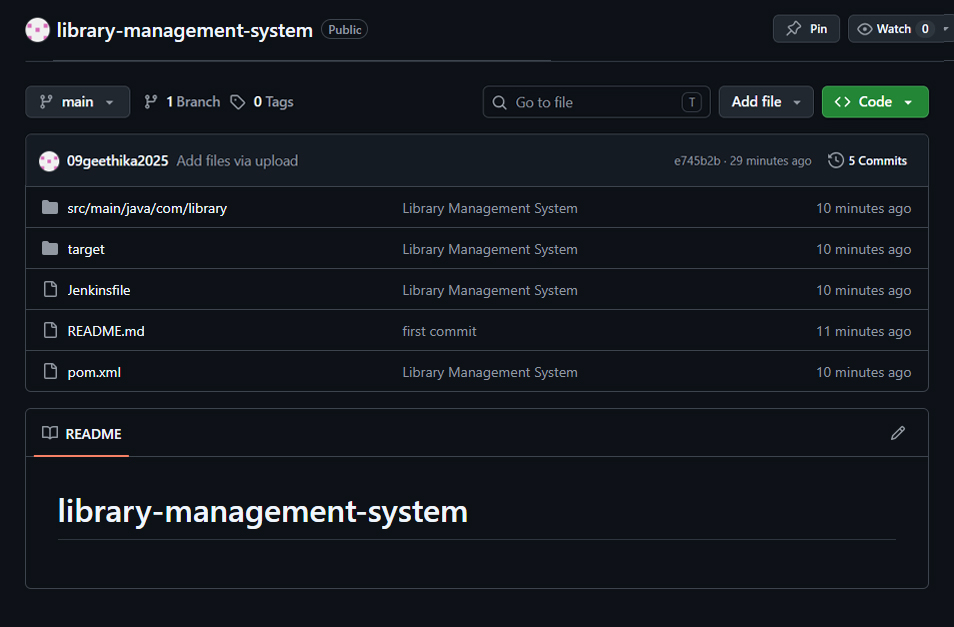 library-management-system Public Pin Watch 0
main 1 Branch 0 Tags Go to file T Add file Code
09geethika2025 Add files via upload e745b2b · 29 minutes ago 5 Commits
src/main/java/com/library Library Management System 10 minutes ago
target Library Management System 10 minutes ago
Jenkinsfile Library Management System 10 minutes ago
README.md first commit 11 minutes ago
pom.xml Library Management System 10 minutes ago
README
library-management-system